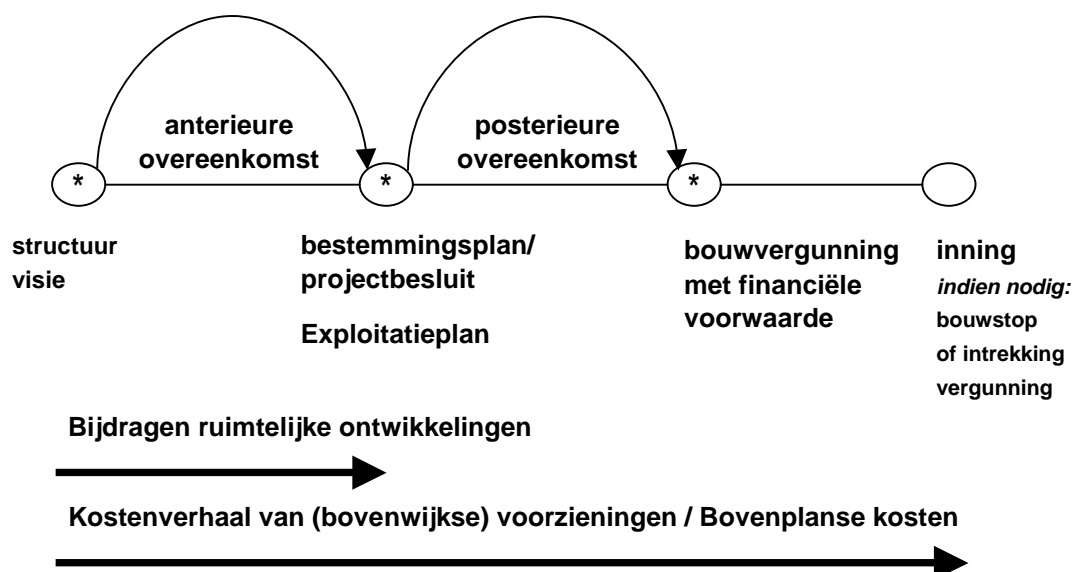 anterieure
overeenkomst
posterieure
overeenkomst
*
*
*
structuur
visie
bestemmingsplan/
projectbesluit
Exploitatieplan
bouwvergunning
met financiële
voorwaarde
inning
indien nodig:
bouwstop
of intrekking
vergunning
Bijdragen ruimtelijke ontwikkelingen
Kostenverhaal van (bovenwijkse) voorzieningen / Bovenplanse kosten